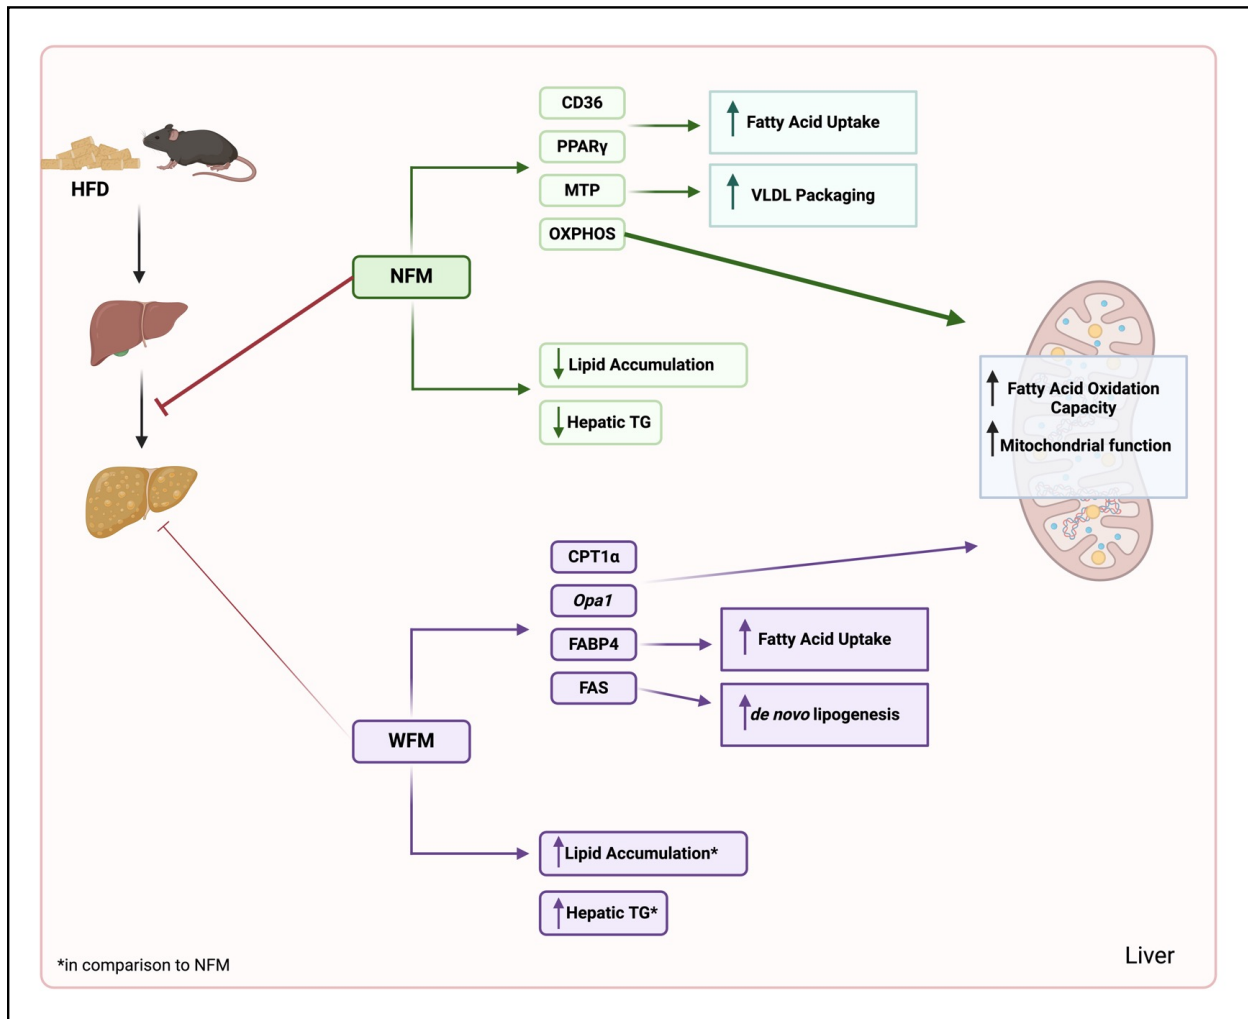 HFD
NFM
CD36
PPARγ
MTP
OXPHOS
Fatty Acid Uptake
VLDL Packaging
Lipid Accumulation
Hepatic TG
Fatty Acid Oxidation
Capacity
Mitochondrial function
WFM
CPT1α
Opa1
FABP4
FAS
Fatty Acid Uptake
de novo lipogenesis
Lipid Accumulation*
Hepatic TG*
*in comparison to NFM
Liver